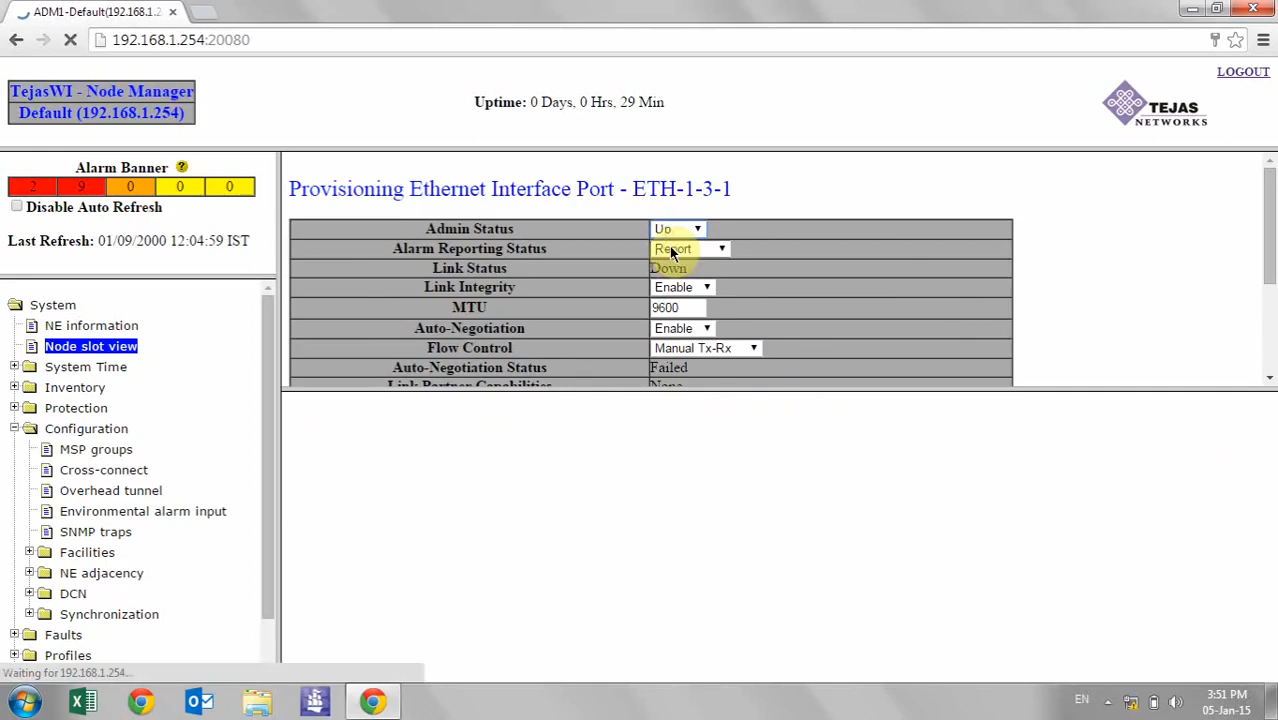 ADM1-Default(192.168.1.2
192.168.1.254:20080
LOGOUT
TejasWI - Node Manager
Default (192.168.1.254)
Uptime: 0 Days, 0 Hrs, 29 Min
TEJAS
NETWORKS
Alarm Banner ?
2 9 0 0 0
Disable Auto Refresh
Last Refresh: 01/09/2000 12:04:59 IST
System
NE information
Node slot view
System Time
Inventory
Protection
Configuration
MSP groups
Cross-connect
Overhead tunnel
Environmental alarm input
SNMP traps
Facilities
NE adjacency
DCN
Synchronization
Faults
Profiles
Provisioning Ethernet Interface Port - ETH-1-3-1
Admin Status Up
Alarm Reporting Status Report
Link Status Down
Link Integrity Enable
MTU 9600
Auto-Negotiation Enable
Flow Control Manual Tx-Rx
Auto-Negotiation Status Failed
Link Partner Capabilities None
Waiting for 192.168.1.254...
EN
3:51 PM
05-Jan-15